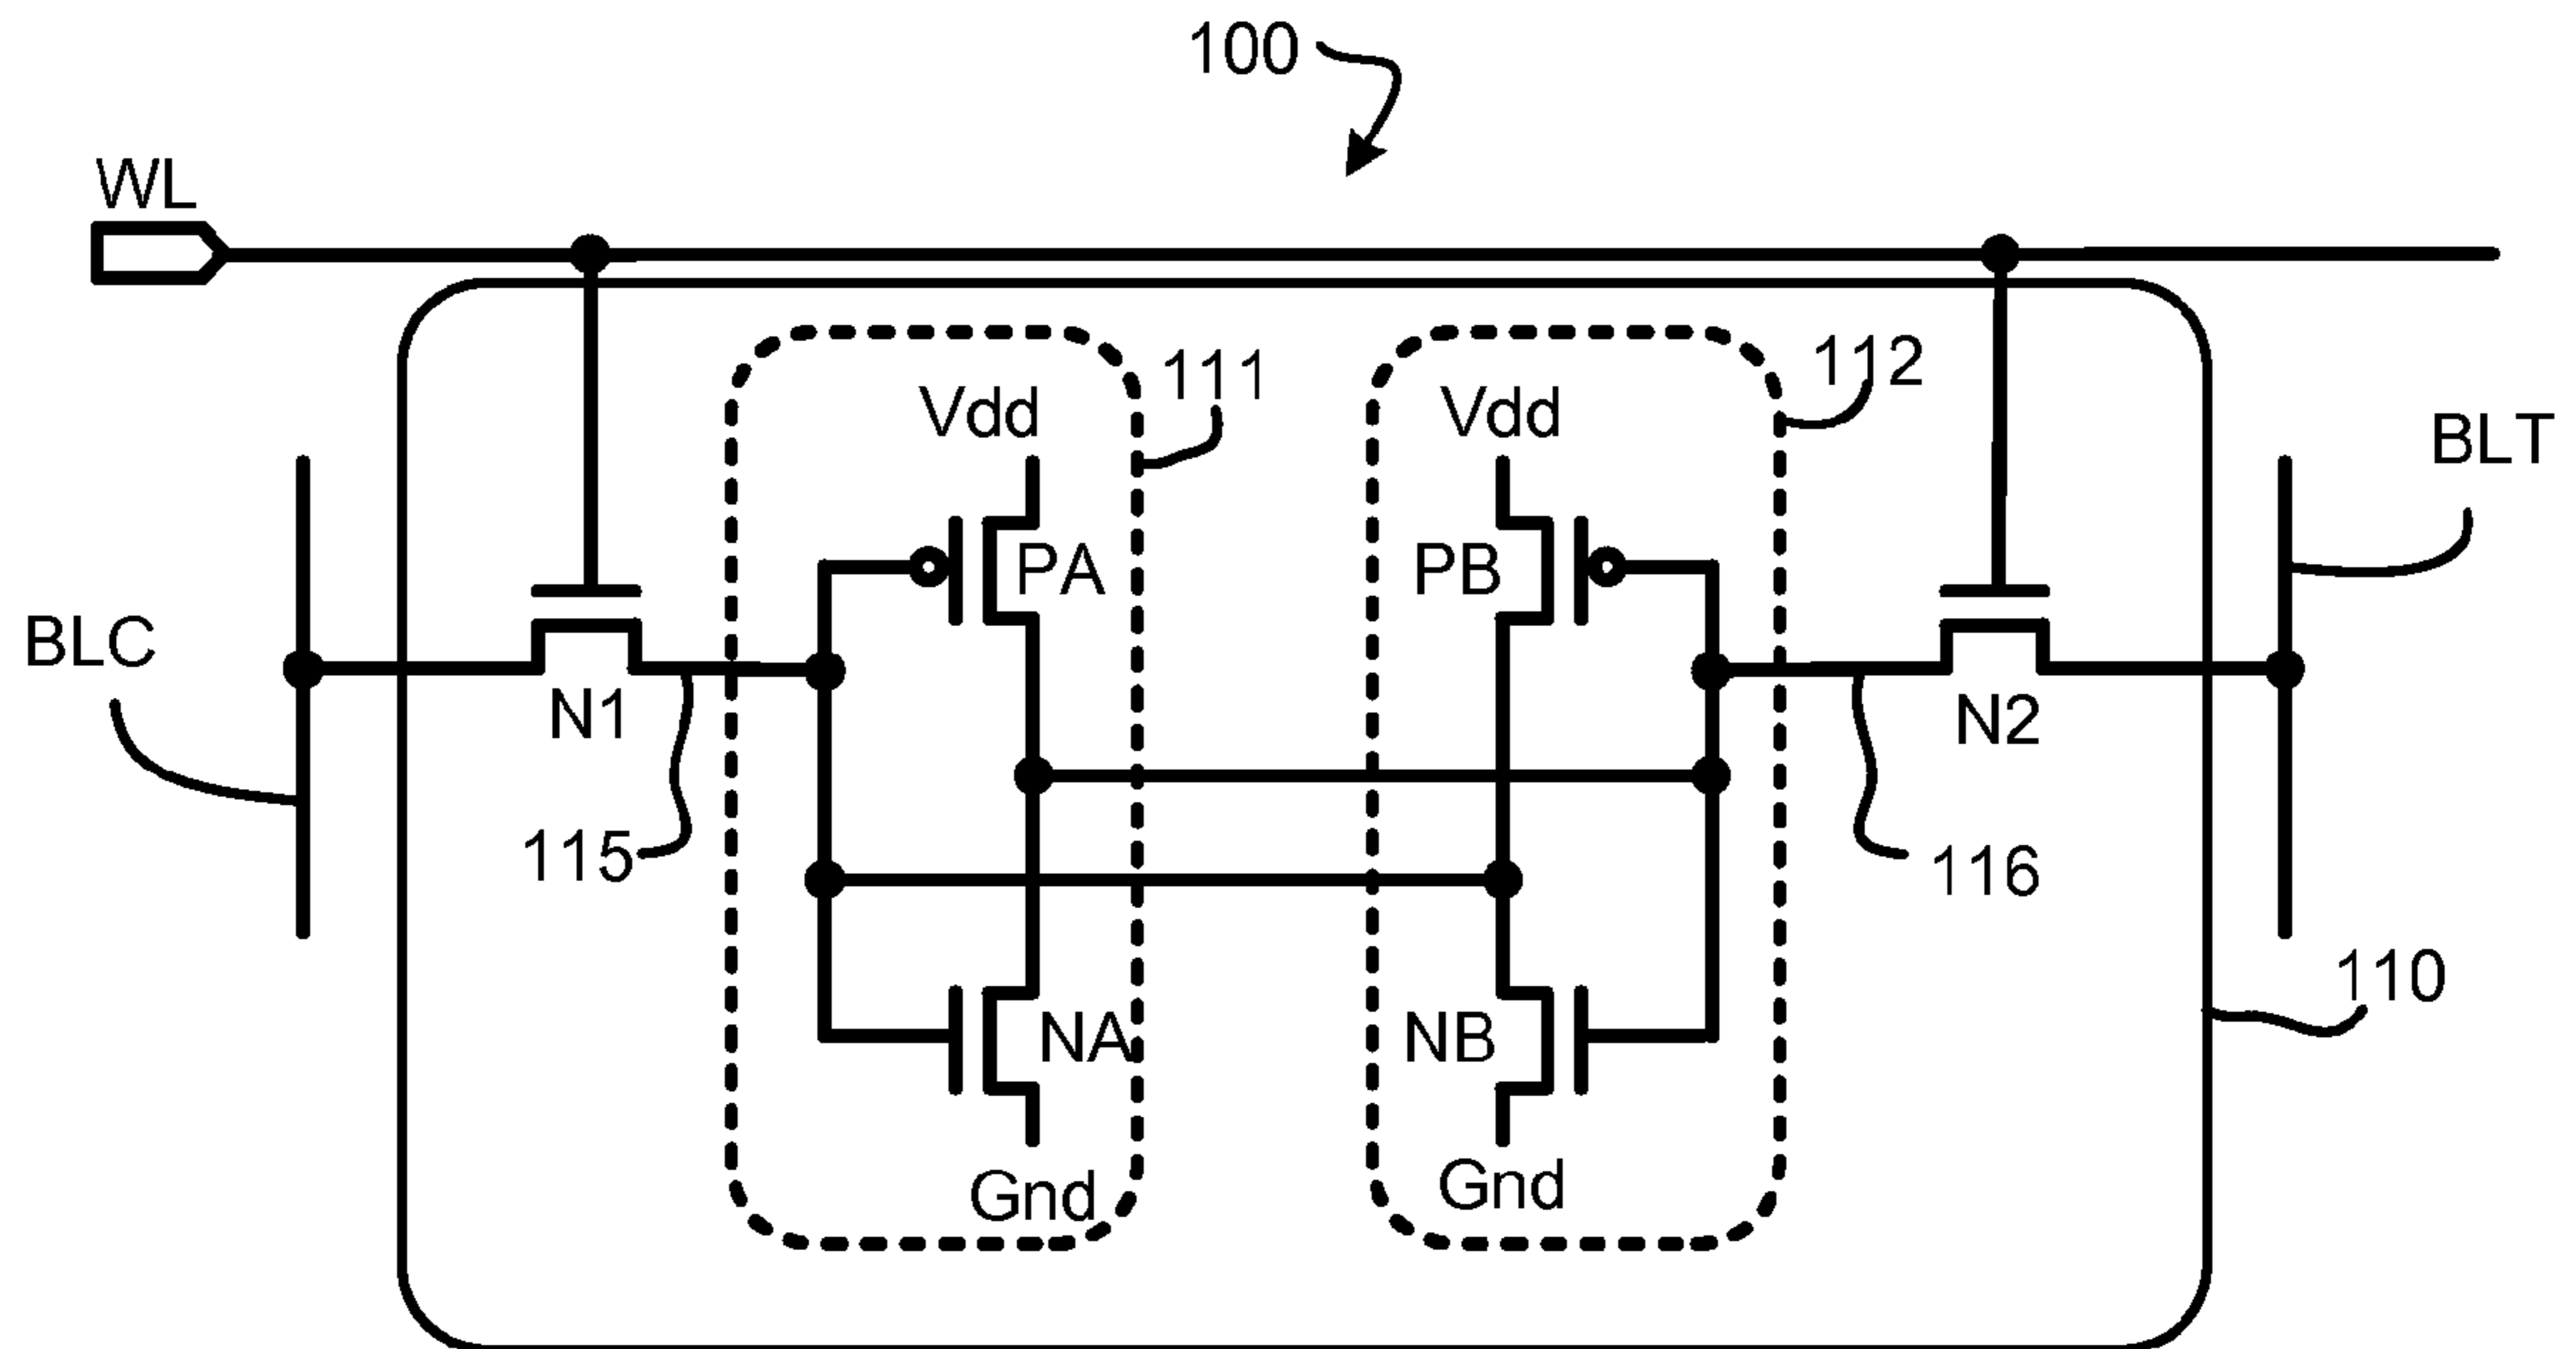 100
WL
111
112
Vdd
Vdd
BLT
PA
PB
BLC
N1
N2
115
116
110
NA
NB
Gnd
Gnd